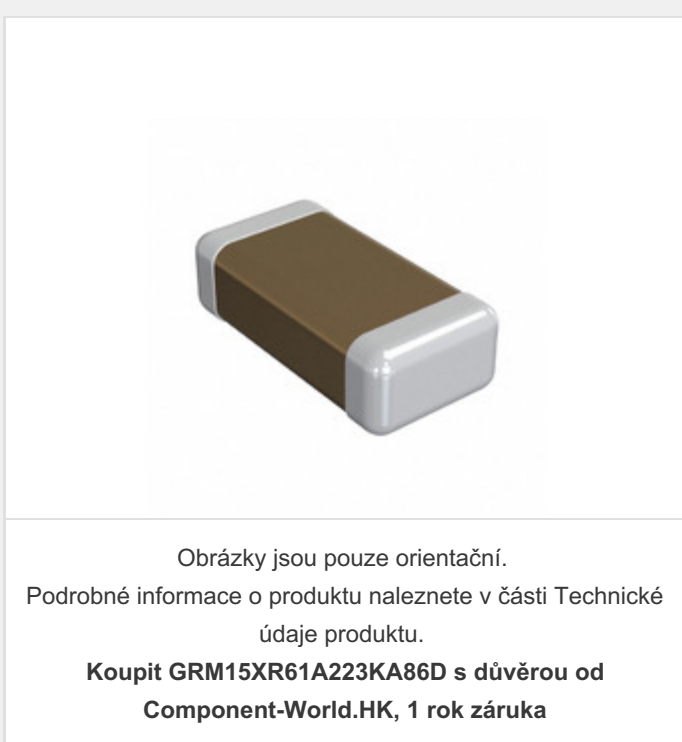 Obrázky jsou pouze orientační.
Podrobné informace o produktu naleznete v části Technické
údaje produktu.
Koupit GRM15XR61A223KA86D s důvěrou od
Component-World.HK, 1 rok záruka